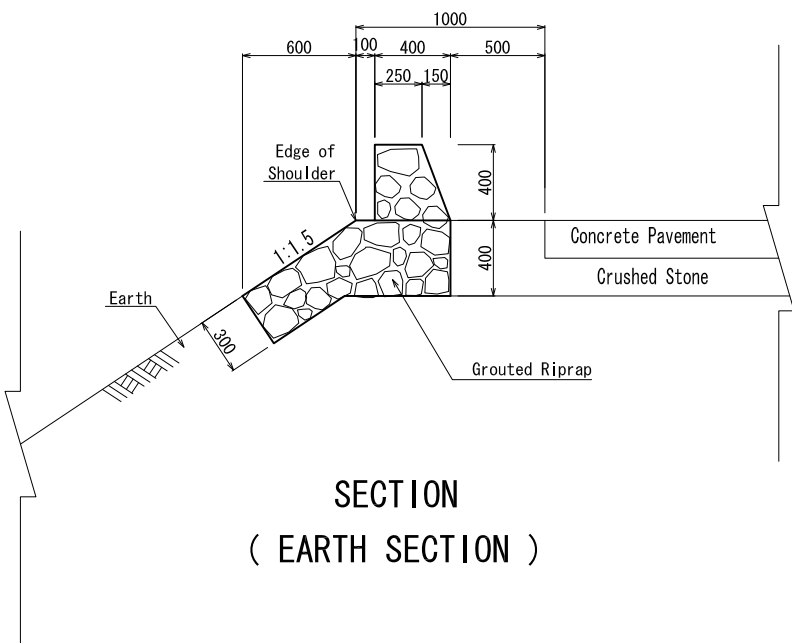 1000
600
100
400
500
250
150
Edge of
Shoulder
400
1:1.5
Concrete Pavement
400
Crushed Stone
Earth
300
Grouted Riprap
SECTION
( EARTH SECTION )